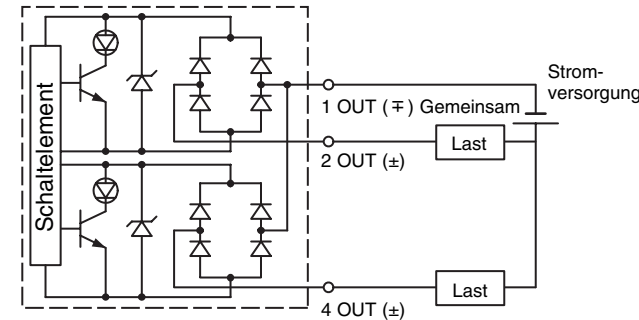 Schaltelement
Strom-
versorgung
1 OUT (∓) Gemeinsam
Last
2 OUT (±)
Last
4 OUT (±)